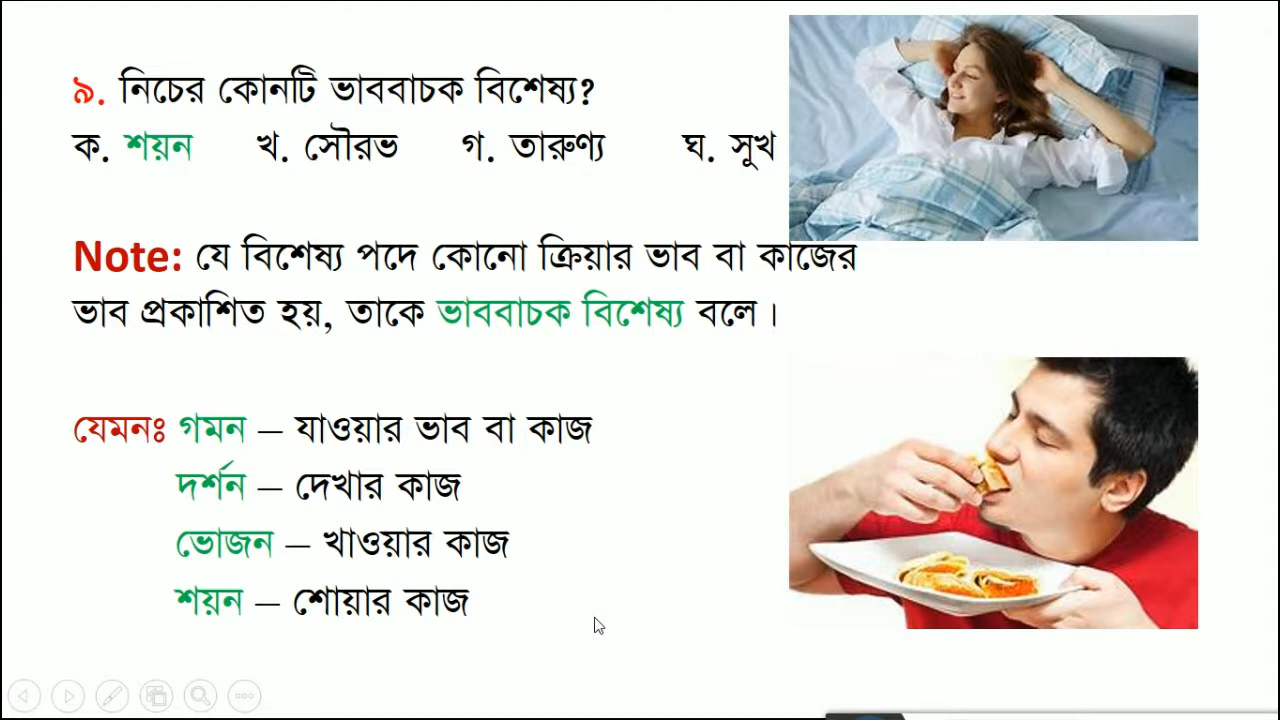 ৯. নিচের কোনটি ভাববাচক বিশেষ্য?
ক. শয়ন খ. সৌরভ গ. তারুণ্য ঘ. সুখ
Note: যে বিশেষ্য পদে কোনো ক্রিয়ার ভাব বা কাজের
ভাব প্রকাশিত হয়, তাকে ভাববাচক বিশেষ্য বলে।
যেমনঃ গমন – যাওয়ার ভাব বা কাজ
দর্শন – দেখার কাজ
ভোজন – খাওয়ার কাজ
শয়ন – শোয়ার কাজ